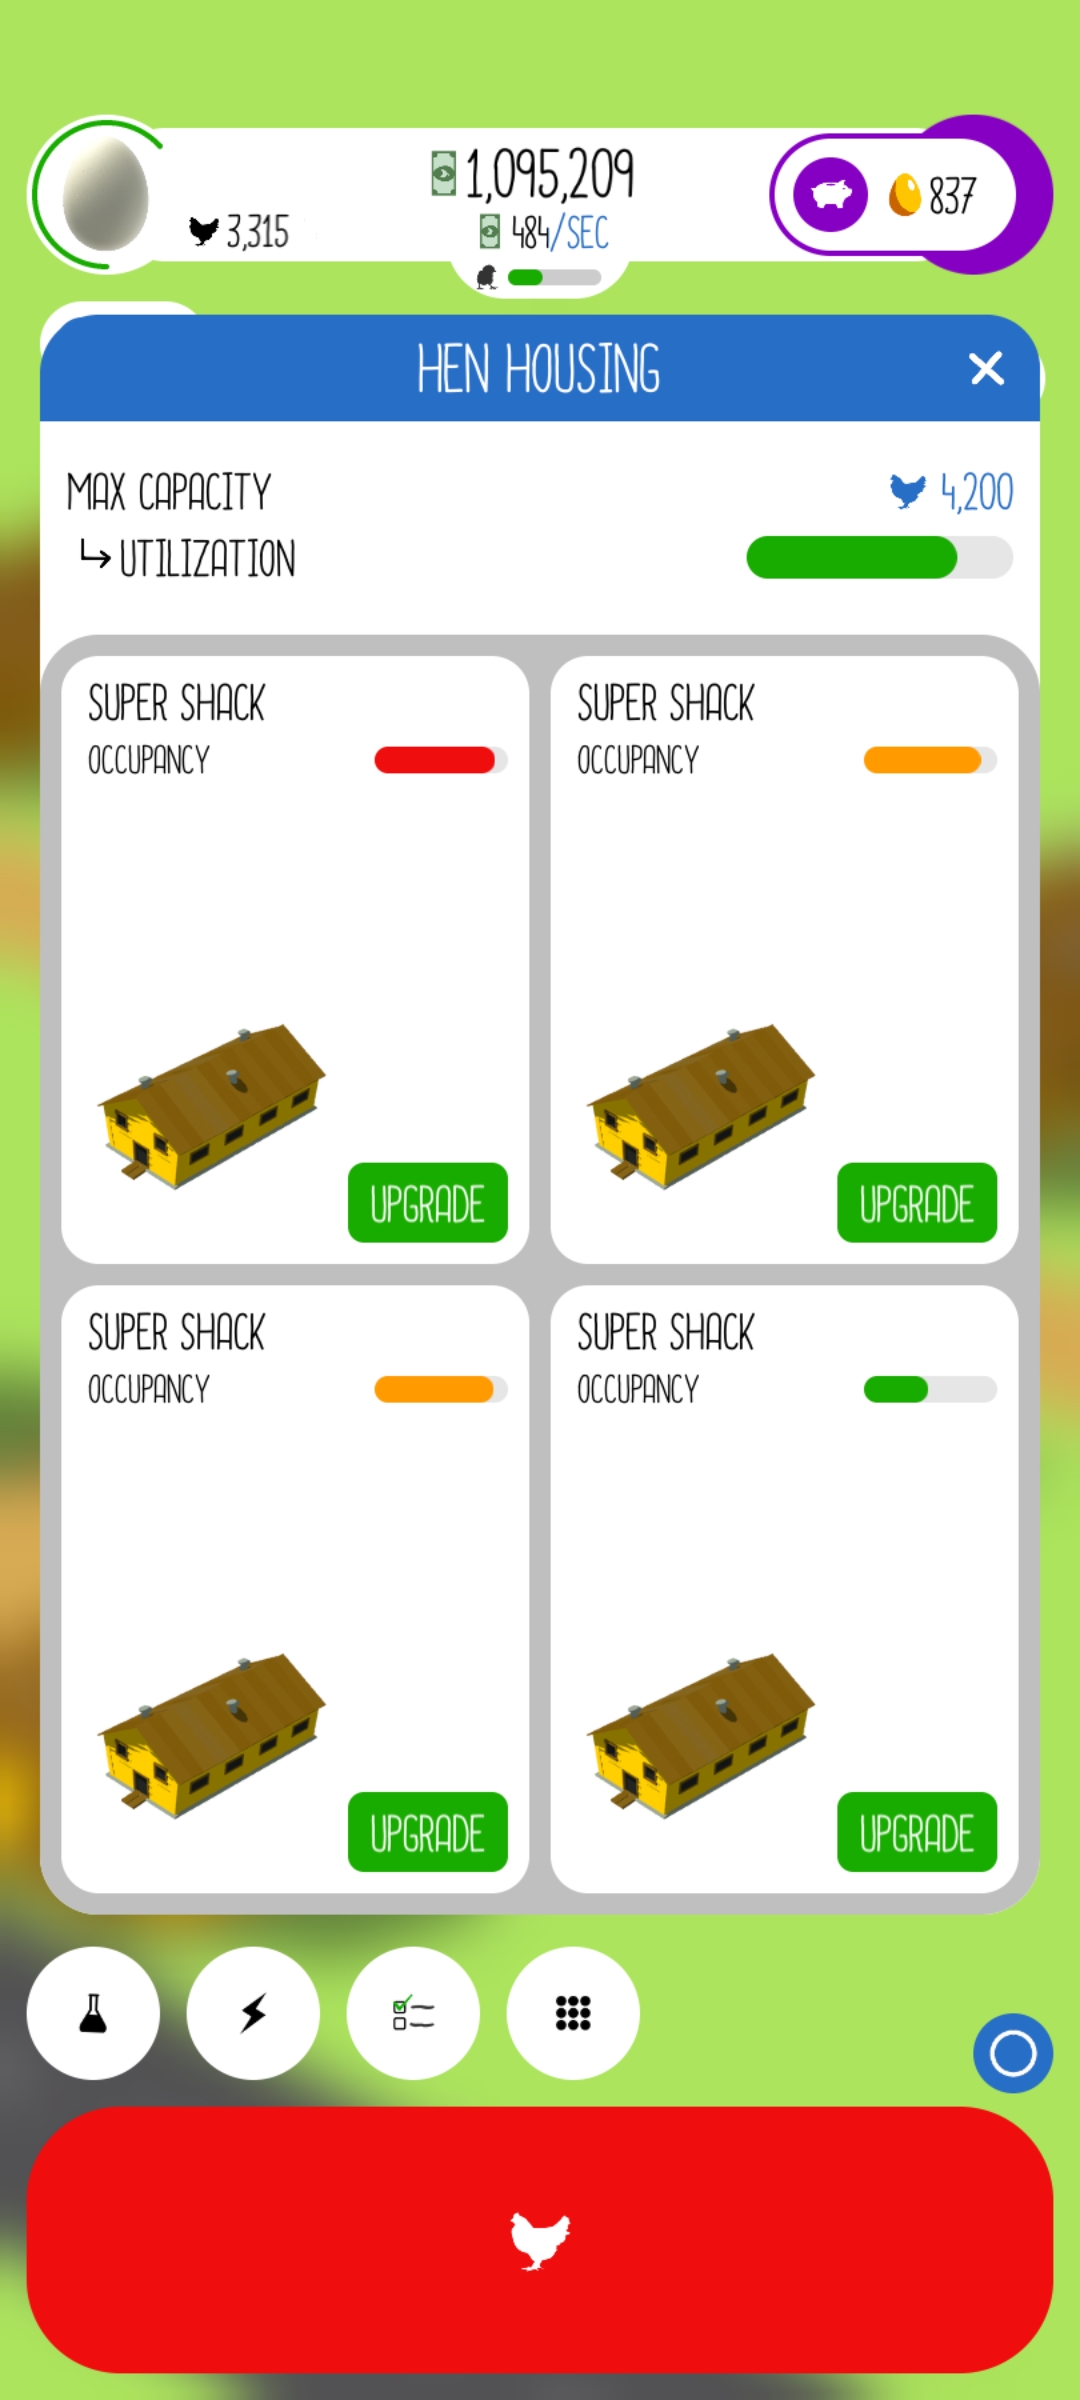 1,095,209
837
3,315
484/SEC
HEN HOUSING
MAX CAPACITY
4,200
UTILIZATION
SUPER SHACK
OCCUPANCY
UPGRADE
SUPER SHACK
OCCUPANCY
UPGRADE
SUPER SHACK
OCCUPANCY
UPGRADE
SUPER SHACK
OCCUPANCY
UPGRADE